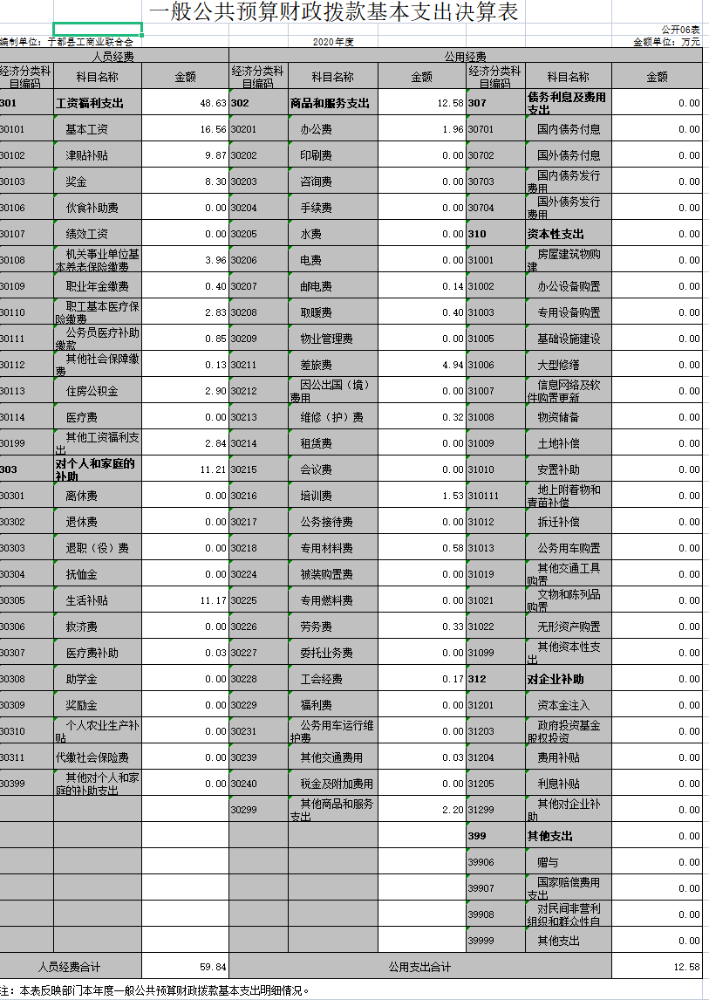 一般公共预算财政拨款基本支出决算表
公开06表
编制单位：于都县工商业联合会 2020年度 金额单位：万元
人员经费 公用经费
经济分类科目编码 科目名称 金额 经济分类科目编码 科目名称 金额 经济分类科目编码 科目名称 金额
301 工资福利支出 48.63 302 商品和服务支出 12.58 307 债务利息及费用支出 0.00
30101 基本工资 16.56 30201 办公费 1.96 30701 国内债务付息 0.00
30102 津贴补贴 9.87 30202 印刷费 0.00 30702 国外债务付息 0.00
30103 奖金 8.30 30203 咨询费 0.00 30703 国内债务发行费用 0.00
30106 伙食补助费 0.00 30204 手续费 0.00 30704 国外债务发行费用 0.00
30107 绩效工资 0.00 30205 水费 0.00 310 资本性支出 0.00
30108 机关事业单位基本养老保险缴费 3.96 30206 电费 0.00 31001 房屋建筑物购建 0.00
30109 职业年金缴费 0.40 30207 邮电费 0.14 31002 办公设备购置 0.00
30110 职工基本医疗保险缴费 2.83 30208 取暖费 0.40 31003 专用设备购置 0.00
30111 公务员医疗补助缴款 0.85 30209 物业管理费 0.00 31005 基础设施建设 0.00
30112 其他社会保障缴费 0.13 30211 差旅费 4.94 31006 大型修缮 0.00
30113 住房公积金 2.90 30212 因公出国（境）费用 0.00 31007 信息网络及软件购置更新 0.00
30114 医疗费 0.00 30213 维修（护）费 0.32 31008 物资储备 0.00
30199 其他工资福利支出 2.84 30214 租赁费 0.00 31009 土地补偿 0.00
303 对个人和家庭的补助 11.21 30215 会议费 0.00 31010 安置补助 0.00
30301 离休费 0.00 30216 培训费 1.53 310111 地上附着物和青苗补偿 0.00
30302 退休费 0.00 30217 公务接待费 0.00 31012 拆迁补偿 0.00
30303 退职（役）费 0.00 30218 专用材料费 0.58 31013 公务用车购置 0.00
30304 抚恤金 0.00 30224 被装购置费 0.00 31019 其他交通工具购置 0.00
30305 生活补贴 11.17 30225 专用燃料费 0.00 31021 文物和陈列品购置 0.00
30306 救济费 0.00 30226 劳务费 0.33 31022 无形资产购置 0.00
30307 医疗费补助 0.03 30227 委托业务费 0.00 31099 其他资本性支出 0.00
30308 助学金 0.00 30228 工会经费 0.17 312 对企业补助 0.00
30309 奖励金 0.00 30229 福利费 0.00 31201 资本金注入 0.00
30310 个人农业生产补贴 0.00 30231 公务用车运行维护费 0.00 31203 政府投资基金股权投资 0.00
30311 代缴社会保险费 0.00 30239 其他交通费用 0.03 31204 费用补贴 0.00
30399 其他对个人和家庭的补助支出 0.00 30240 税金及附加费用 0.00 31205 利息补贴 0.00
30299 其他商品和服务支出 2.20 31299 其他对企业补助 0.00
399 其他支出 0.00
39906 赠与 0.00
39907 国家赔偿费用支出 0.00
39908 对民间非营利组织和群众性自 0.00
39999 其他支出 0.00
人员经费合计 59.84 公用支出合计 12.58
注：本表反映部门本年度一般公共预算财政拨款基本支出明细情况。